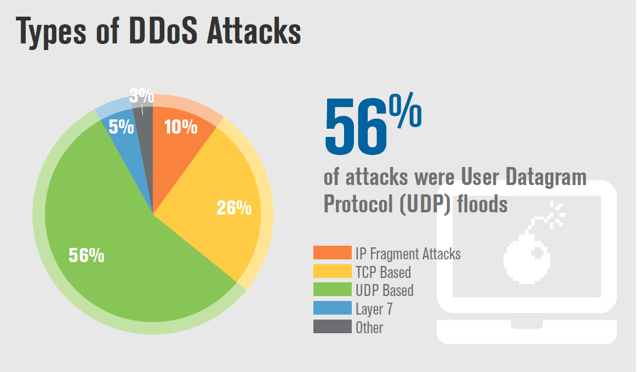 Types of DDoS Attacks
3%
5%
10%
26%
56%
56%
of attacks were User Datagram
Protocol (UDP) floods
IP Fragment Attacks
TCP Based
UDP Based
Layer 7
Other